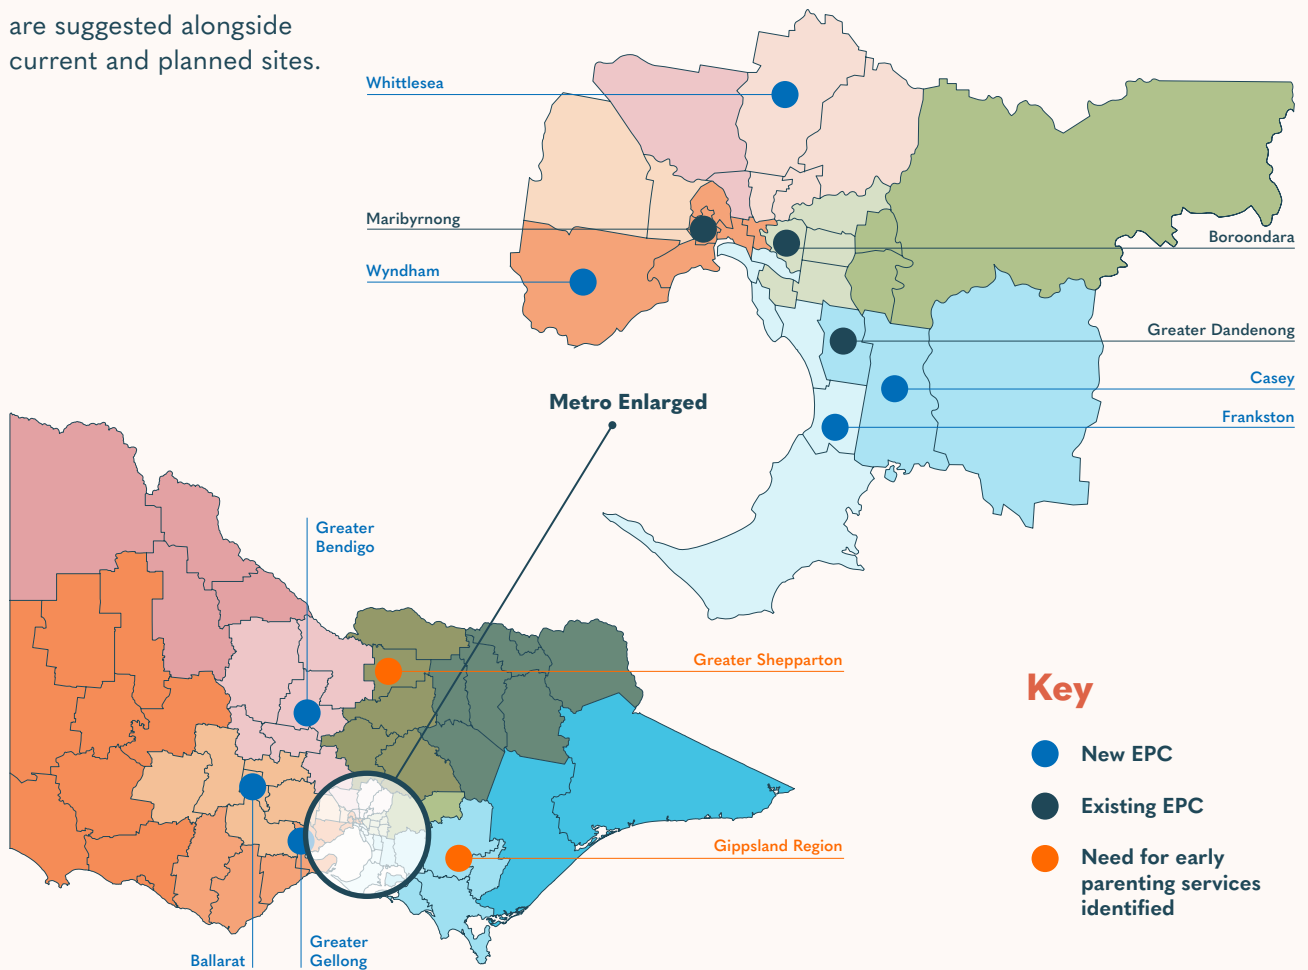 are suggested alongside
current and planned sites.
Whittlesea
Maribyrnong
Wyndham
Boroondara
Greater Dandenong
Casey
Frankston
Metro Enlarged
Greater
Bendigo
Greater Shepparton
Gippsland Region
Ballarat
Greater
Gellong
Key
New EPC
Existing EPC
Need for early
parenting services
identified